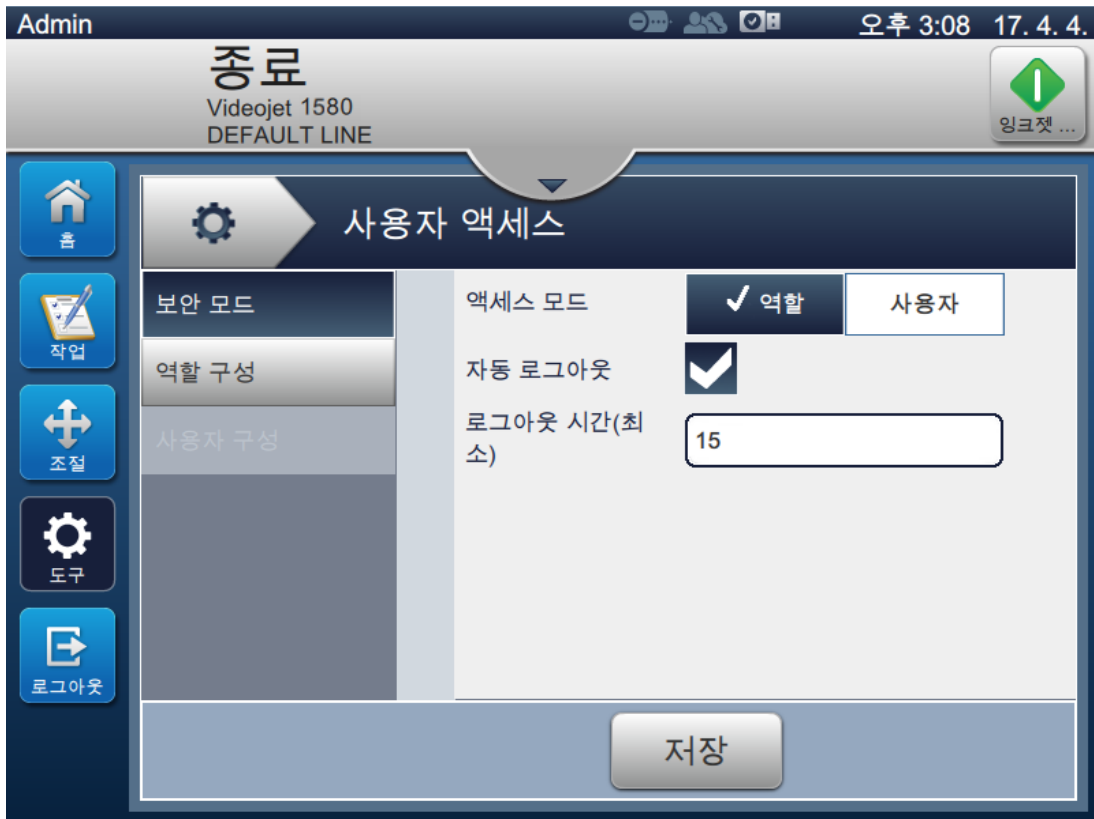 Admin
오후 3:08 17. 4. 4.
종료
Videojet 1580
DEFAULT LINE
잉크젯 ...
홈
작업
조절
도구
로그아웃
사용자 액세스
보안 모드
역할 구성
사용자 구성
액세스 모드
역할
사용자
자동 로그아웃
로그아웃 시간(최
소)
15
저장